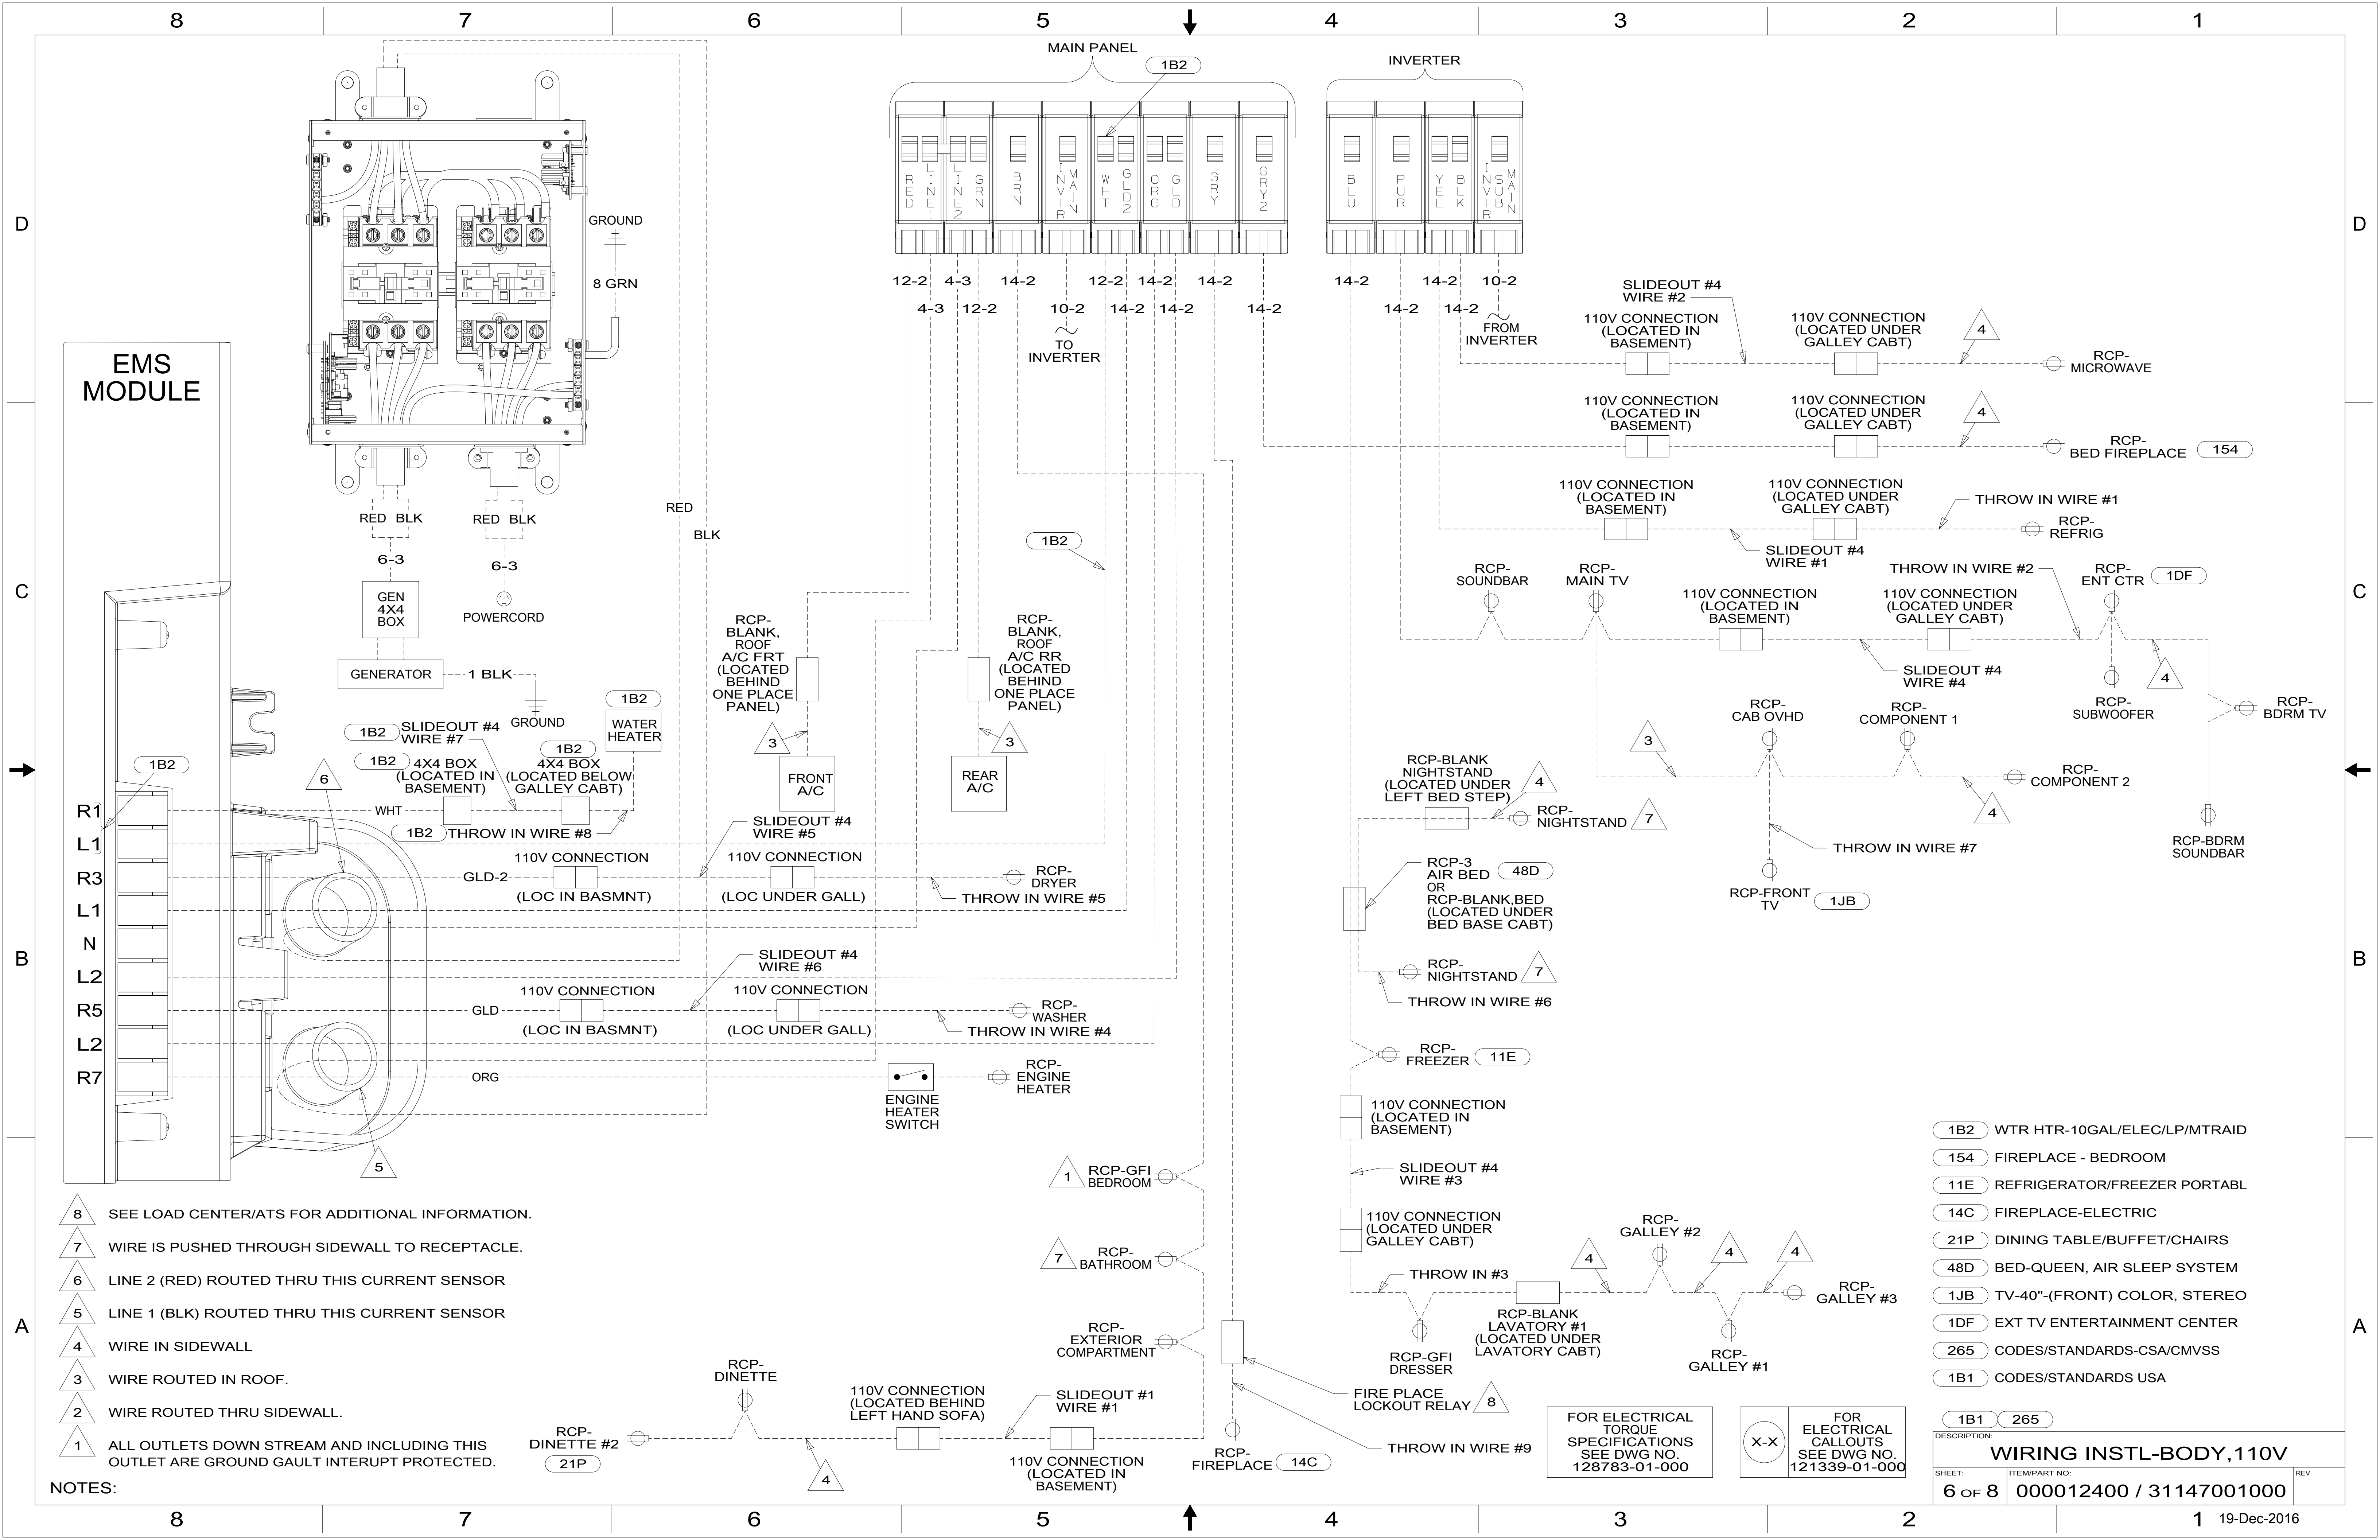 8 7 6 5 4 3 2 1
D
C
B
A
MAIN PANEL
1B2
INVERTER
RED
LINE1
LINE2
GRN
BRN
INVTR
MAIN
WHT
GLD2
ORG
GLD
GRY
GRY2
BLU
PUR
YEL
BLK
INVTR
SUB
MAIN
12-2 4-3 14-2 12-2 14-2 14-2
4-3 12-2 10-2 14-2 14-2 14-2
TO
INVERTER
14-2 14-2 10-2
14-2 14-2
FROM
INVERTER
GROUND
8 GRN
EMS
MODULE
RED BLK
RED BLK
6-3
6-3
GEN
4X4
BOX
POWERCORD
GENERATOR
1 BLK
GROUND
RED
BLK
1B2
SLIDEOUT #4
WIRE #2
110V CONNECTION
(LOCATED IN
BASEMENT)
110V CONNECTION
(LOCATED UNDER
GALLEY CABT)
4
RCP-
MICROWAVE
110V CONNECTION
(LOCATED IN
BASEMENT)
110V CONNECTION
(LOCATED UNDER
GALLEY CABT)
4
RCP-
BED FIREPLACE
154
110V CONNECTION
(LOCATED IN
BASEMENT)
110V CONNECTION
(LOCATED UNDER
GALLEY CABT)
THROW IN WIRE #1
RCP-
REFRIG
SLIDEOUT #4
WIRE #1
RCP-
SOUNDBAR
RCP-
MAIN TV
THROW IN WIRE #2
RCP-
ENT CTR
1DF
110V CONNECTION
(LOCATED IN
BASEMENT)
110V CONNECTION
(LOCATED UNDER
GALLEY CABT)
SLIDEOUT #4
WIRE #4
4
RCP-
SUBWOOFER
RCP-
BDRM TV
RCP-
CAB OVHD
RCP-
COMPONENT 1
3
RCP-
COMPONENT 2
4
THROW IN WIRE #7
RCP-FRONT
TV
1JB
RCP-BDRM
SOUNDBAR
RCP-
BLANK,
ROOF
A/C FRT
(LOCATED
BEHIND
ONE PLACE
PANEL)
3
FRONT
A/C
RCP-
BLANK,
ROOF
A/C RR
(LOCATED
BEHIND
ONE PLACE
PANEL)
3
REAR
A/C
1B2
WATER
HEATER
1B2
SLIDEOUT #4
WIRE #7
1B2
4X4 BOX
(LOCATED IN
BASEMENT)
1B2
4X4 BOX
(LOCATED BELOW
GALLEY CABT)
1B2
6
R1
L1
R3
L1
N
L2
R5
L2
R7
WHT
1B2
THROW IN WIRE #8
SLIDEOUT #4
WIRE #5
110V CONNECTION
110V CONNECTION
GLD-2
(LOC IN BASMNT)
(LOC UNDER GALL)
RCP-
DRYER
THROW IN WIRE #5
SLIDEOUT #4
WIRE #6
110V CONNECTION
110V CONNECTION
GLD
(LOC IN BASMNT)
(LOC UNDER GALL)
RCP-
WASHER
THROW IN WIRE #4
ORG
ENGINE
HEATER
SWITCH
RCP-
ENGINE
HEATER
5
RCP-BLANK
NIGHTSTAND
(LOCATED UNDER
LEFT BED STEP)
4
RCP-
NIGHTSTAND
7
RCP-3
AIR BED
48D
OR
RCP-BLANK,BED
(LOCATED UNDER
BED BASE CABT)
RCP-
NIGHTSTAND
7
THROW IN WIRE #6
RCP-
FREEZER
11E
110V CONNECTION
(LOCATED IN
BASEMENT)
SLIDEOUT #4
WIRE #3
110V CONNECTION
(LOCATED UNDER
GALLEY CABT)
THROW IN #3
RCP-GFI
DRESSER
RCP-BLANK
LAVATORY #1
(LOCATED UNDER
LAVATORY CABT)
4
RCP-
GALLEY #2
4
4
RCP-
GALLEY #1
RCP-
GALLEY #3
1
RCP-GFI
BEDROOM
7
RCP-
BATHROOM
RCP-
EXTERIOR
COMPARTMENT
RCP-
DINETTE
RCP-
DINETTE #2
21P
4
110V CONNECTION
(LOCATED BEHIND
LEFT HAND SOFA)
SLIDEOUT #1
WIRE #1
110V CONNECTION
(LOCATED IN
BASEMENT)
FIRE PLACE
LOCKOUT RELAY
8
THROW IN WIRE #9
RCP-
FIREPLACE
14C
8 SEE LOAD CENTER/ATS FOR ADDITIONAL INFORMATION.
7 WIRE IS PUSHED THROUGH SIDEWALL TO RECEPTACLE.
6 LINE 2 (RED) ROUTED THRU THIS CURRENT SENSOR
5 LINE 1 (BLK) ROUTED THRU THIS CURRENT SENSOR
4 WIRE IN SIDEWALL
3 WIRE ROUTED IN ROOF.
2 WIRE ROUTED THRU SIDEWALL.
1 ALL OUTLETS DOWN STREAM AND INCLUDING THIS
OUTLET ARE GROUND GAULT INTERUPT PROTECTED.
NOTES:
1B2 WTR HTR-10GAL/ELEC/LP/MTRAID
154 FIREPLACE - BEDROOM
11E REFRIGERATOR/FREEZER PORTABL
14C FIREPLACE-ELECTRIC
21P DINING TABLE/BUFFET/CHAIRS
48D BED-QUEEN, AIR SLEEP SYSTEM
1JB TV-40"-(FRONT) COLOR, STEREO
1DF EXT TV ENTERTAINMENT CENTER
265 CODES/STANDARDS-CSA/CMVSS
1B1 CODES/STANDARDS USA
1B1 265
FOR ELECTRICAL
TORQUE
SPECIFICATIONS
SEE DWG NO.
128783-01-000
X-X
FOR
ELECTRICAL
CALLOUTS
SEE DWG NO.
121339-01-000
DESCRIPTION:
WIRING INSTL-BODY,110V
SHEET:
6 OF 8
ITEM/PART NO:
000012400 / 31147001000
REV
D
C
B
A
8 7 6 5 4 3 2 1
19-Dec-2016